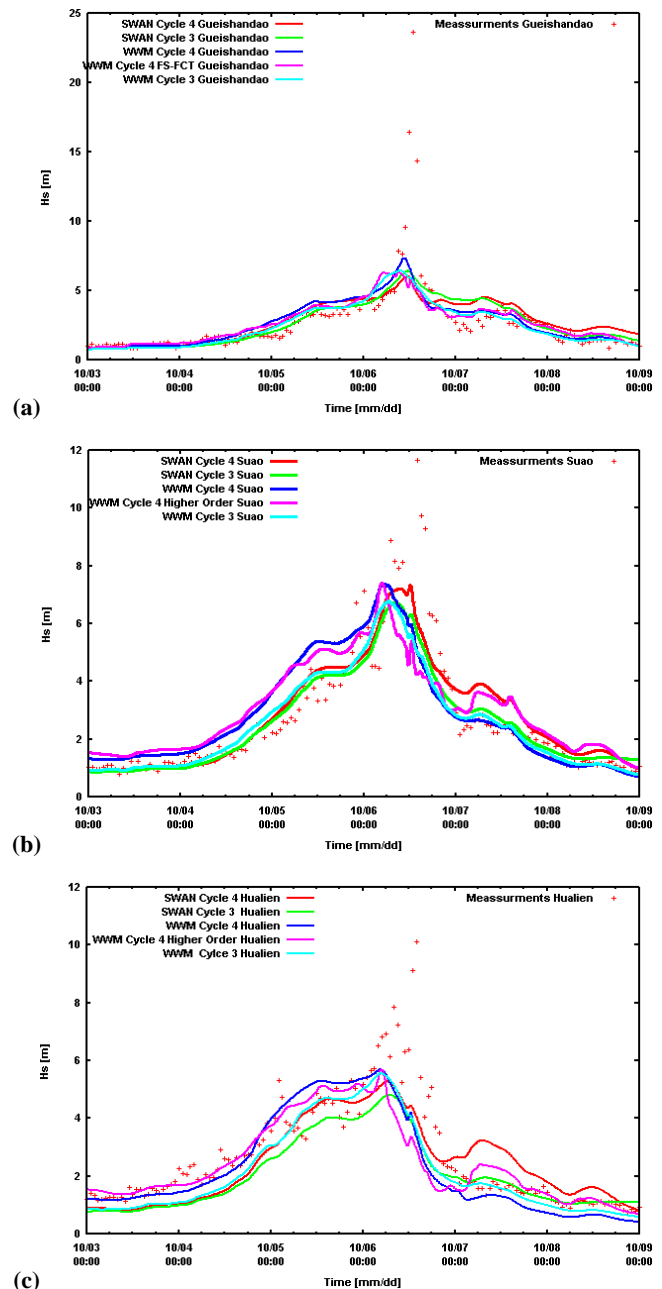 SWAN Cycle 4 Gueishandao
SWAN Cycle 3 Gueishandao
WWM Cycle 4 Gueishandao
WWM Cycle 4 FS-FCT Gueishandao
WWM Cycle 3 Gueishandao
Meassurments Gueishandao
25
20
15
10
5
0
Hs [m]
10/03 10/04 10/05 10/06 10/07 10/08 10/09
00:00 00:00 00:00 00:00 00:00 00:00 00:00
Time [mm/dd]
(a)
SWAN Cycle 4 Suao
SWAN Cycle 3 Suao
WWM Cycle 4 Suao
WWM Cycle 4 Higher Order Suao
WWM Cycle 3 Suao
Meassurments Suao
12
10
8
6
4
2
0
Hs [m]
10/03 10/04 10/05 10/06 10/07 10/08 10/09
00:00 00:00 00:00 00:00 00:00 00:00 00:00
Time [mm/dd]
(b)
SWAN Cycle 4 Hualien
SWAN Cycle 3 Hualien
WWM Cycle 4 Hualien
WWM Cycle 4 Higher Order Hualien
WWM Cylce 3 Hualien
Meassurments Hualien
12
10
8
6
4
2
0
Hs [m]
10/03 10/04 10/05 10/06 10/07 10/08 10/09
00:00 00:00 00:00 00:00 00:00 00:00 00:00
Time [mm/dd]
(c)